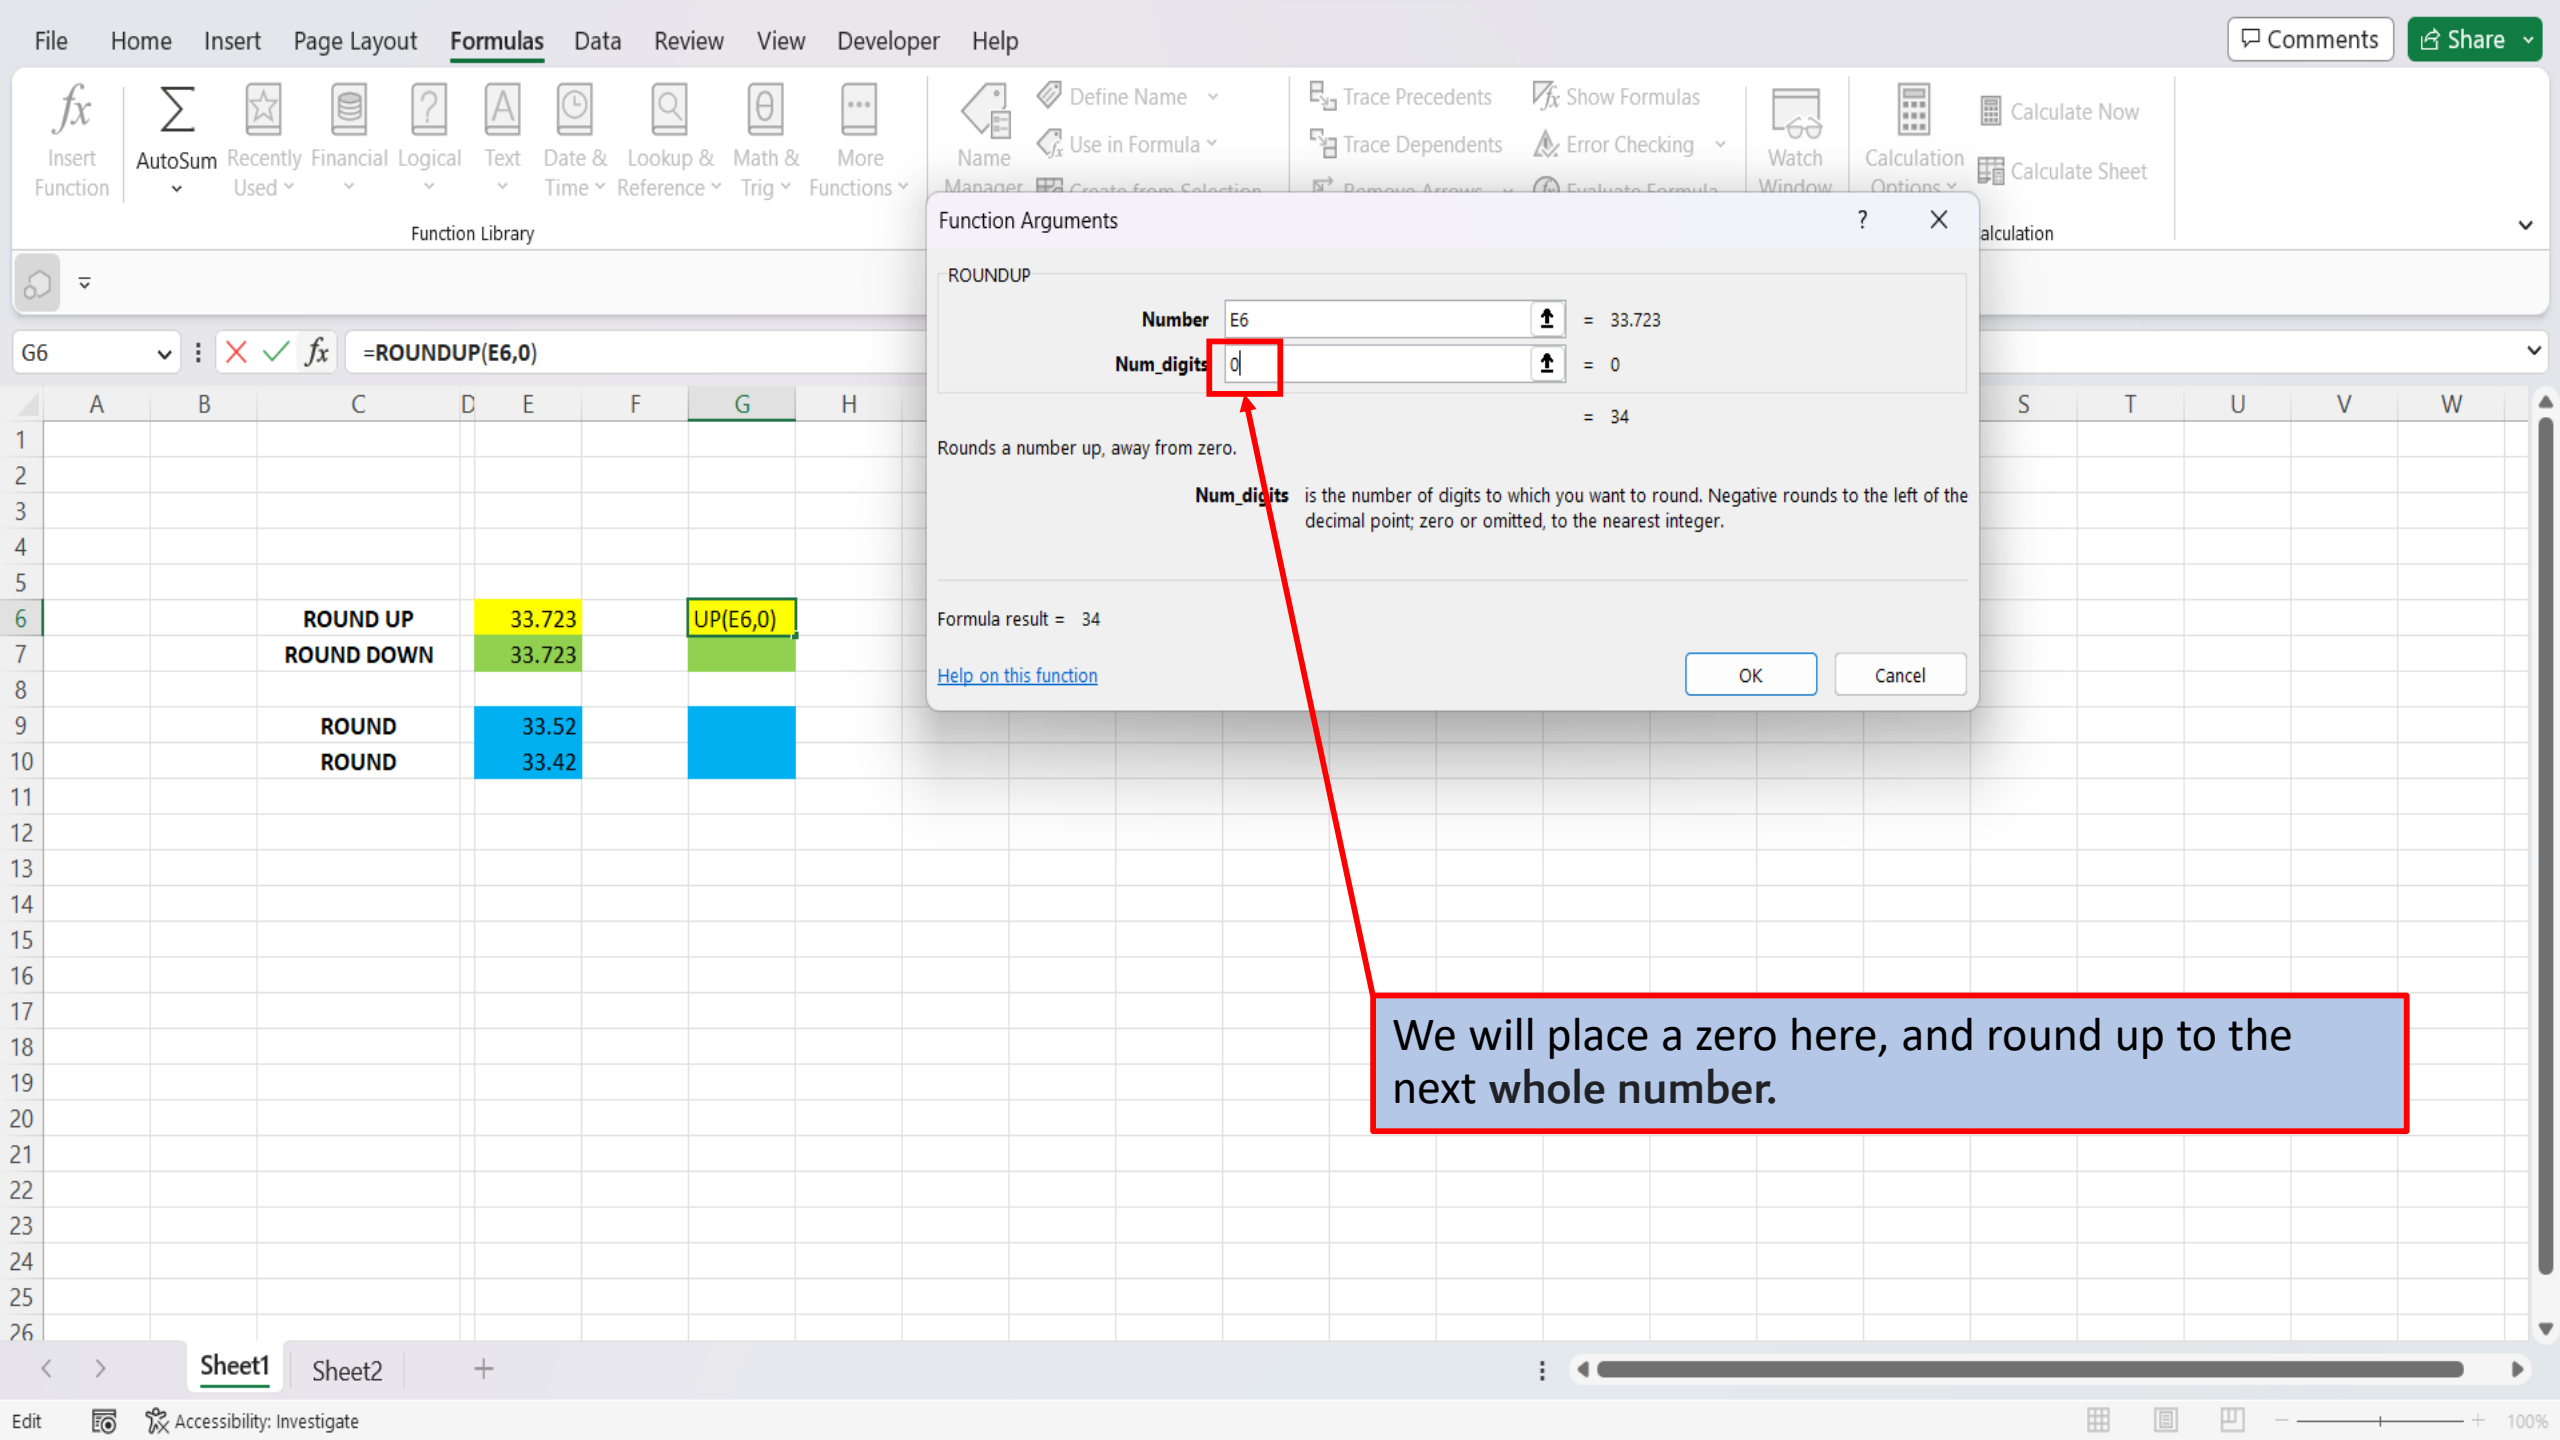 File Home Insert Page Layout Formulas Data Review View Developer Help Comments Share
Insert Function
AutoSum
Recently Used
Financial
Logical
Text
Date & Time
Lookup & Reference
Math & Trig
More Functions
Function Library
Name Manager
Define Name
Use in Formula
Create from Selection
Trace Precedents
Trace Dependents
Remove Arrows
Show Formulas
Error Checking
Evaluate Formula
Watch Window
Calculation Options
Calculate Now
Calculate Sheet
alculation
G6 fx =ROUNDUP(E6,0)
Function Arguments ?
ROUNDUP
Number E6 = 33.723
Num_digits 0 = 0
= 34
Rounds a number up, away from zero.
Num_digits is the number of digits to which you want to round. Negative rounds to the left of the
decimal point; zero or omitted, to the nearest integer.
Formula result = 34
Help on this function OK Cancel
A B C D E F G H S T U V W
1
2
3
4
5
6 ROUND UP 33.723 UP(E6,0)
7 ROUND DOWN 33.723
8
9 ROUND 33.52
10 ROUND 33.42
11
12
13
14
15
16
17
18
19
20
21
22
23
24
25
26
We will place a zero here, and round up to the
next whole number.
Sheet1 Sheet2
Edit Accessibility: Investigate 100%